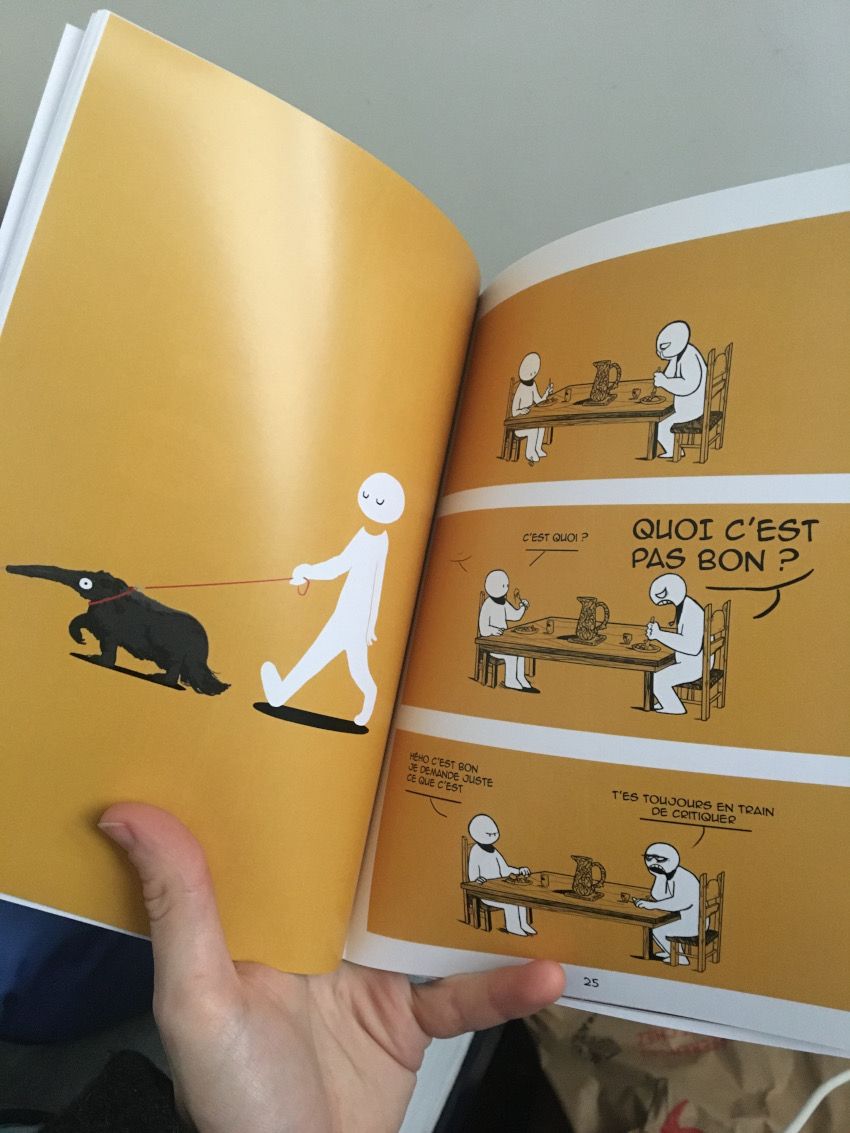 C'EST QUOI ?
QUOI C'EST
PAS BON ?
HÉHO C'EST BON
JE DEMANDE JUSTE
CE QUE C'EST
T'ES TOUJOURS EN TRAIN
DE CRITIQUER
25